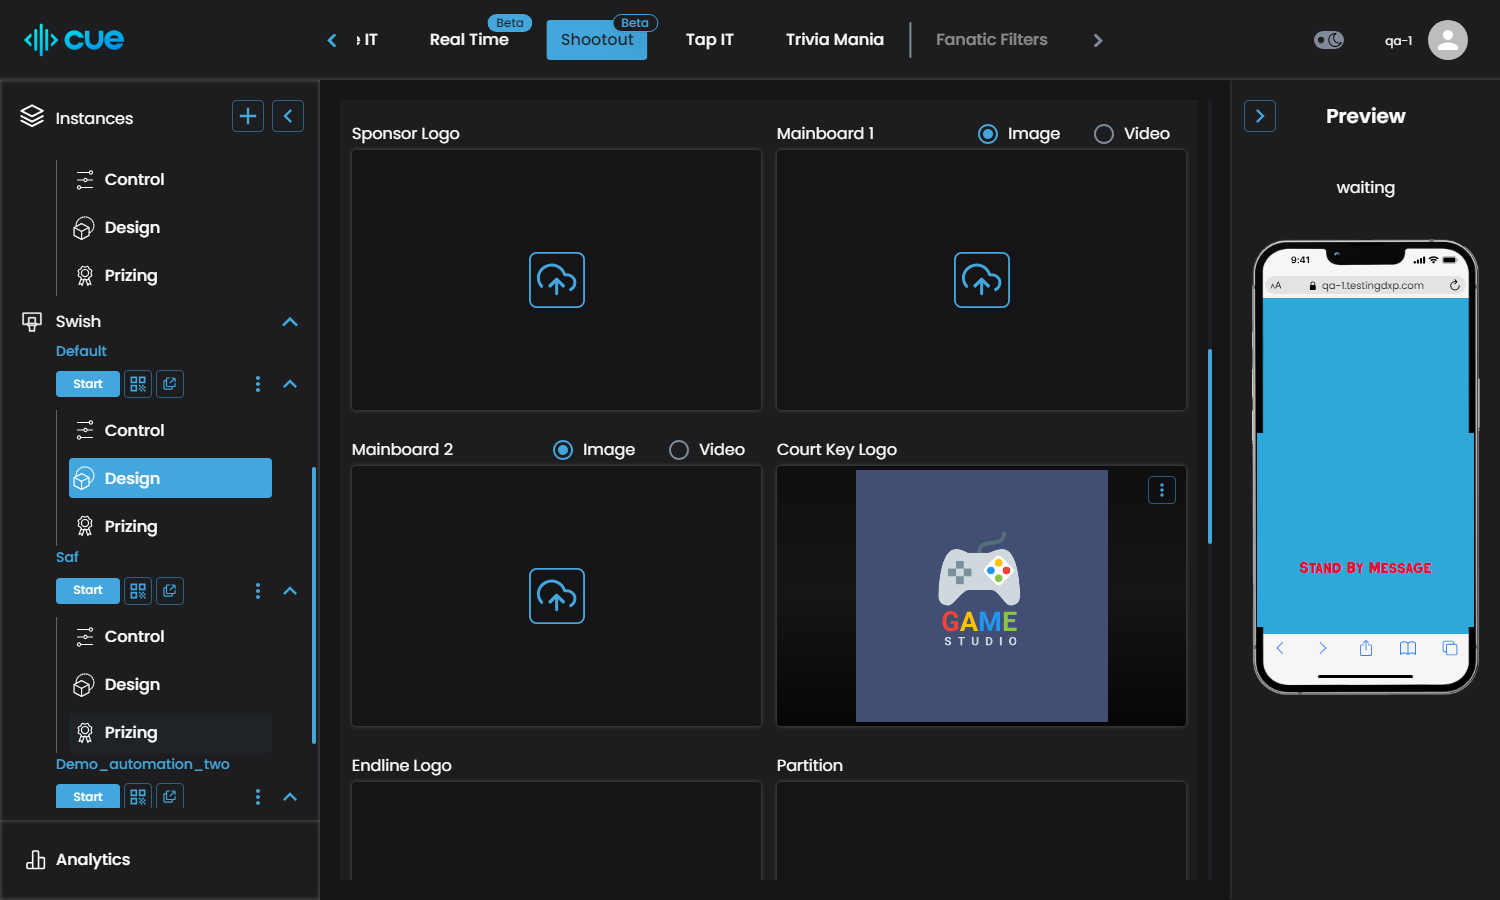 cue
e IT
Real Time
Beta
Shootout
Beta
Tap IT
Trivia Mania
Fanatic Filters
qa-1
Instances
Control
Design
Prizing
Swish
Default
Start
Control
Design
Prizing
Saf
Start
Control
Design
Prizing
Demo_automation_two
Start
Analytics
Sponsor Logo
Mainboard 1
Image
Video
Mainboard 2
Image
Video
Court Key Logo
GAME
STUDIO
Endline Logo
Partition
Preview
waiting
9:41
AA
qa-1.testingdxp.com
Stand By Message